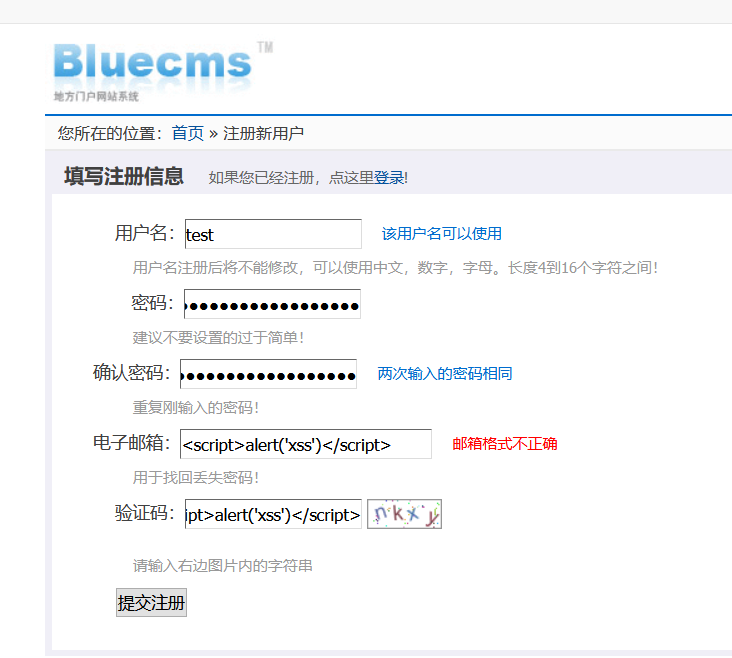 Bluecms TM
地方门户网站系统
您所在的位置：首页 » 注册新用户
填写注册信息 如果您已经注册，点这里登录!
用户名： test 该用户名可以使用
用户名注册后将不能修改，可以使用中文，数字，字母。长度4到16个字符之间!
密码： ●●●●●●●●●●●●●●●●●
建议不要设置的过于简单!
确认密码： ●●●●●●●●●●●●●●●●●
两次输入的密码相同
重复刚输入的密码!
电子邮箱： <script>alert('xss')</script> 邮箱格式不正确
用于找回丢失密码!
验证码： ipt>alert('xss')</script> nkxy
请输入右边图片内的字符串
提交注册